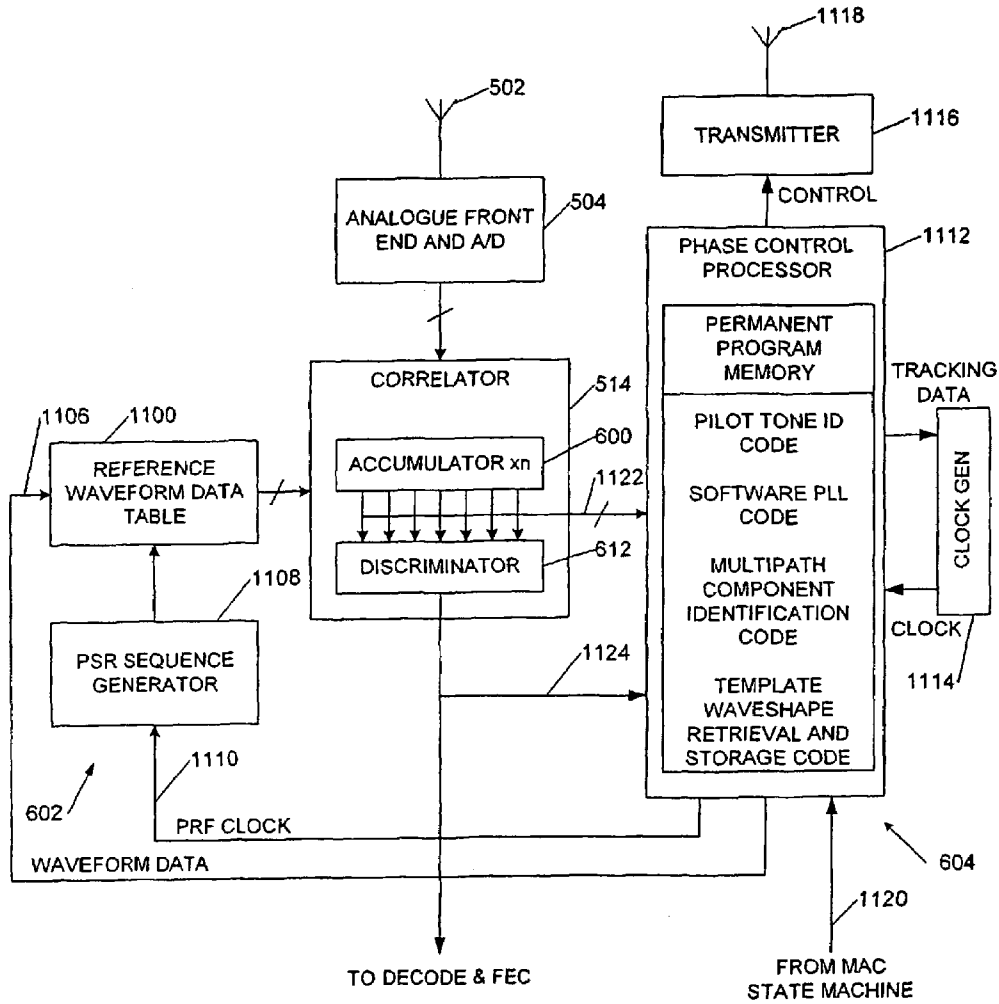 1118
502
TRANSMITTER
1116
CONTROL
ANALOGUE FRONT
END AND A/D
504
PHASE CONTROL
PROCESSOR
1112
PERMANENT
PROGRAM
MEMORY
TRACKING
DATA
CORRELATOR
514
1106
1100
REFERENCE
WAVEFORM DATA
TABLE
ACCUMULATOR xn
600
1122
DISCRIMINATOR
612
PILOT TONE ID
CODE
SOFTWARE PLL
CODE
MULTIPATH
COMPONENT
IDENTIFICATION
CODE
TEMPLATE
WAVESHAPE
RETRIEVAL AND
STORAGE CODE
CLOCK GEN
CLOCK
1114
1108
PSR SEQUENCE
GENERATOR
1124
1110
602
PRF CLOCK
WAVEFORM DATA
604
1120
TO DECODE & FEC
FROM MAC
STATE MACHINE